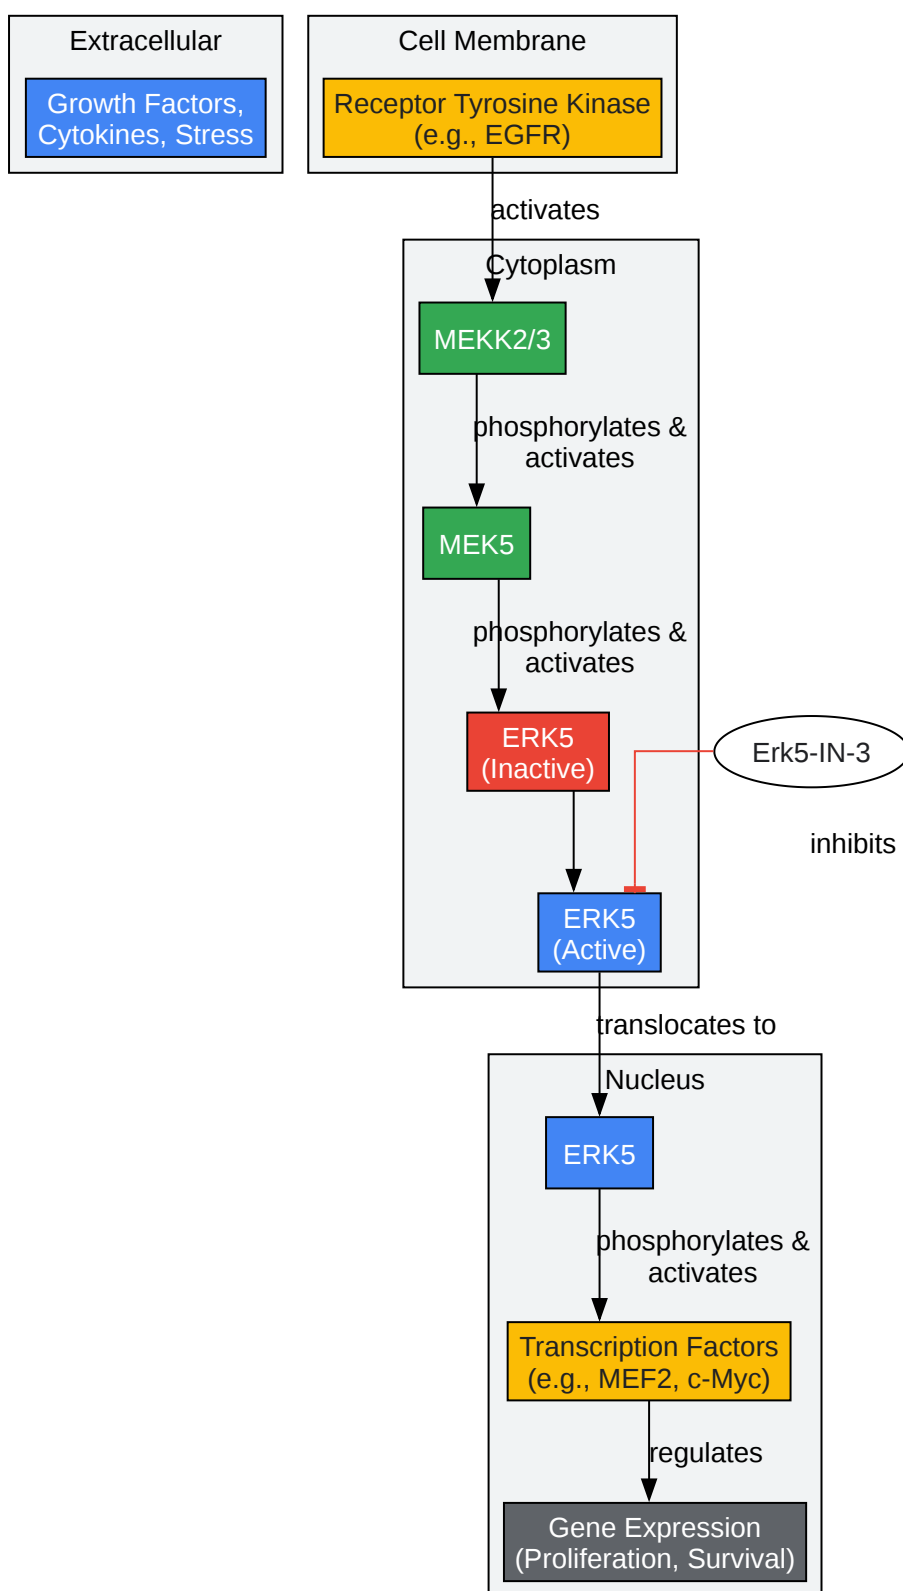 Extracellular
Growth Factors,
Cytokines, Stress
Cell Membrane
Receptor Tyrosine Kinase
(e.g., EGFR)
activates
Cytoplasm
MEKK2/3
phosphorylates &
activates
MEK5
phosphorylates &
activates
ERK5
(Inactive)
Erk5-IN-3
inhibits
ERK5
(Active)
translocates to
Nucleus
ERK5
phosphorylates &
activates
Transcription Factors
(e.g., MEF2, c-Myc)
regulates
Gene Expression
(Proliferation, Survival)